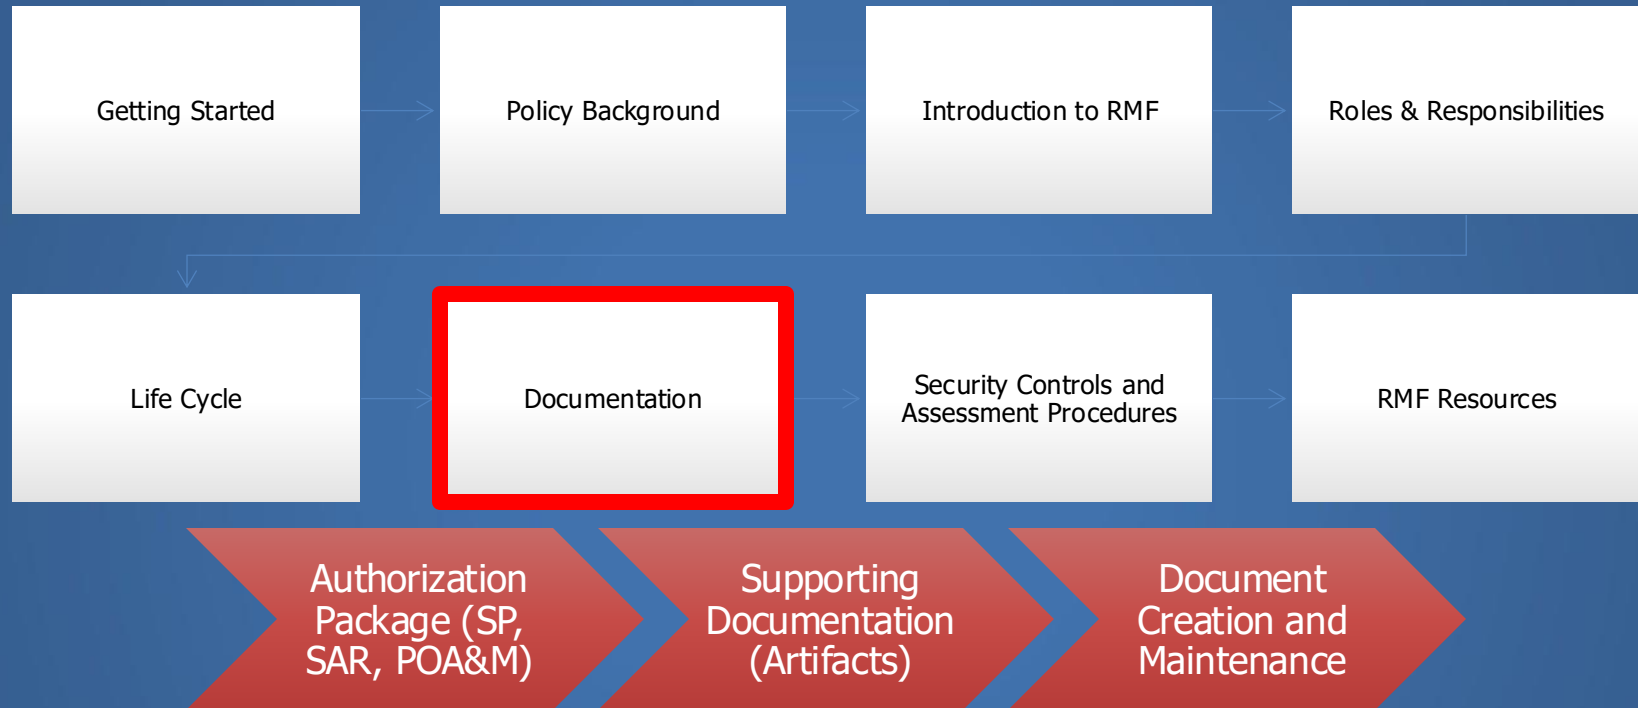 Getting Started
Policy Background
Introduction to RMF
Roles & Responsibilities
Life Cycle
Documentation
Security Controls and
Assessment Procedures
RMF Resources
Authorization
Package (SP,
SAR, POA&M)
Supporting
Documentation
(Artifacts)
Document
Creation and
Maintenance